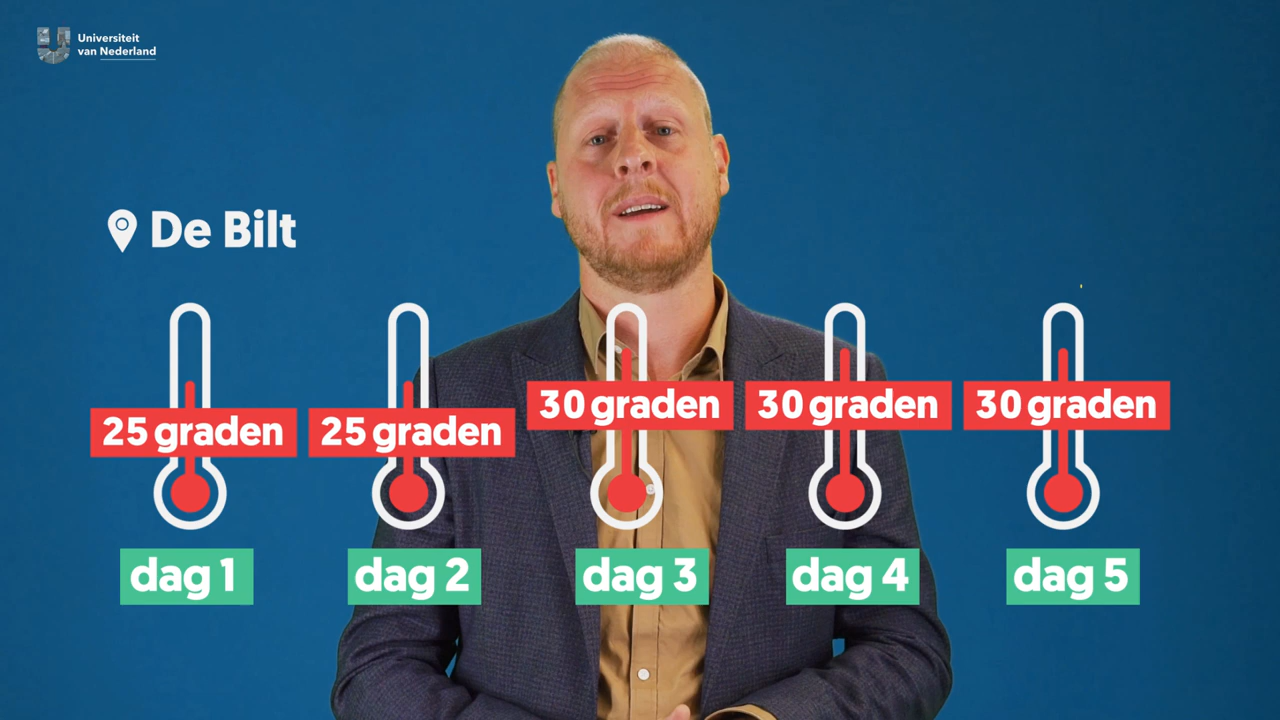 Universiteit
van Nederland
De Bilt
25 graden
25 graden
30 graden
30 graden
30 graden
dag 1
dag 2
dag 3
dag 4
dag 5